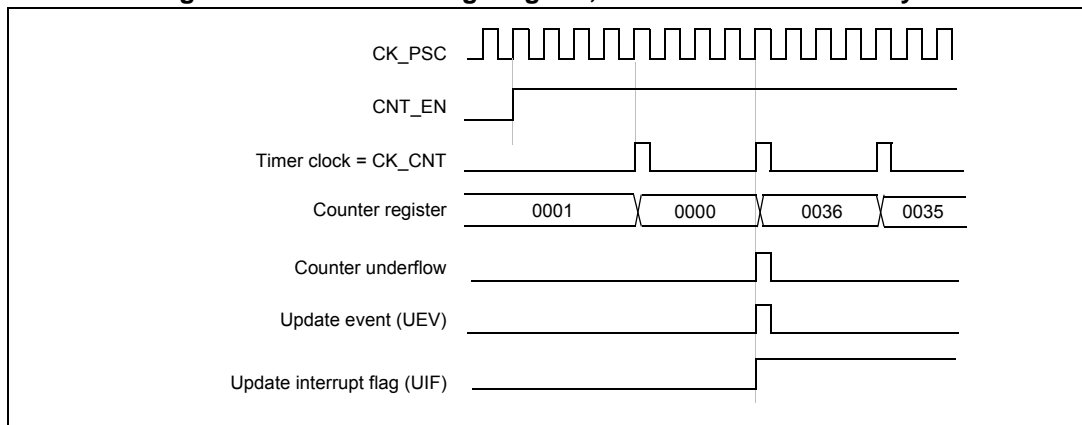 CK_PSC
CNT_EN
Timer clock = CK_CNT
Counter register 0001 0000 0036 0035
Counter underflow
Update event (UEV)
Update interrupt flag (UIF)